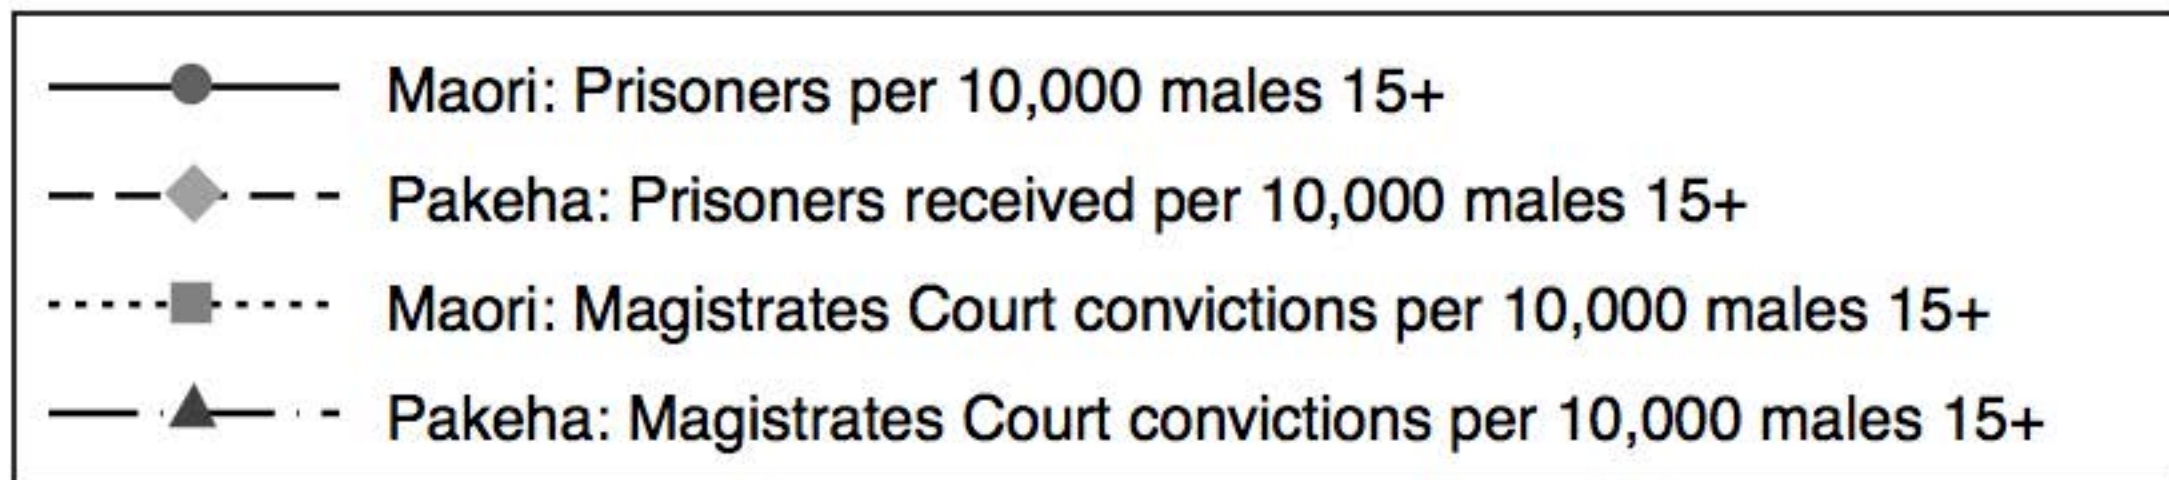 Maori: Prisoners per 10,000 males 15+
Pakeha: Prisoners received per 10,000 males 15+
Maori: Magistrates Court convictions per 10,000 males 15+
Pakeha: Magistrates Court convictions per 10,000 males 15+